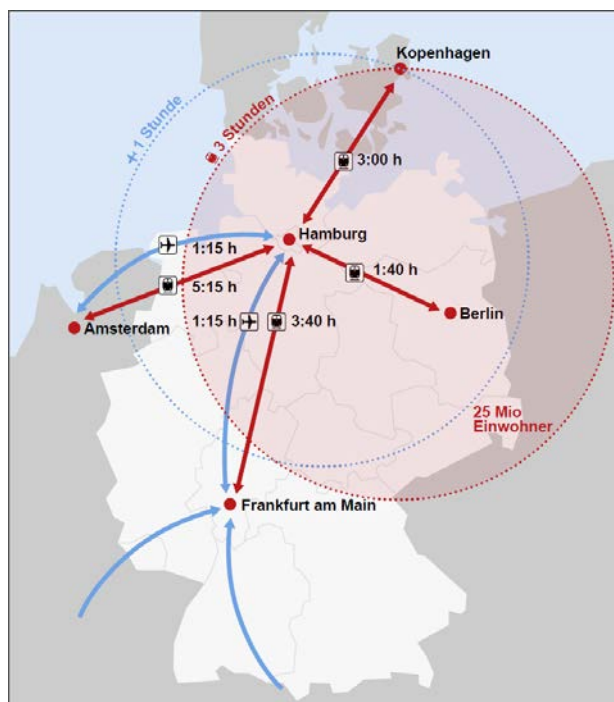 Kopenhagen
1 Stunde
3 Stunden
3:00 h
Hamburg
1:15 h
1:40 h
5:15 h
1:15 h
3:40 h
Amsterdam
Berlin
25 Mio
Einwohner
Frankfurt am Main